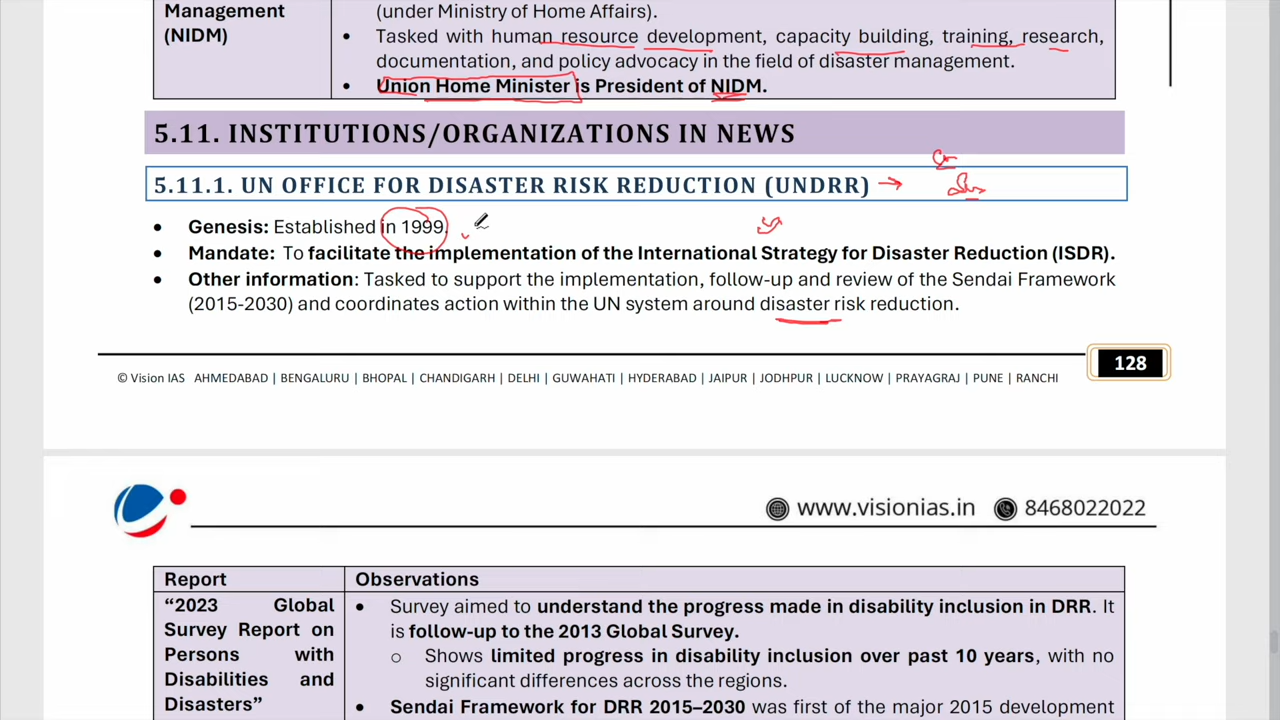 Management (under Ministry of Home Affairs).
(NIDM) • Tasked with human resource development, capacity building, training, research,
documentation, and policy advocacy in the field of disaster management.
• Union Home Minister is President of NIDM.
5.11. INSTITUTIONS/ORGANIZATIONS IN NEWS
5.11.1. UN OFFICE FOR DISASTER RISK REDUCTION (UNDRR)
• Genesis: Established in 1999.
• Mandate: To facilitate the implementation of the International Strategy for Disaster Reduction (ISDR).
• Other information: Tasked to support the implementation, follow-up and review of the Sendai Framework
(2015-2030) and coordinates action within the UN system around disaster risk reduction.
© Vision IAS AHMEDABAD | BENGALURU | BHOPAL | CHANDIGARH | DELHI | GUWAHATI | HYDERABAD | JAIPUR | JODHPUR | LUCKNOW | PRAYAGRAJ | PUNE | RANCHI
128
www.visionias.in 8468022022
Report Observations
"2023 Global Survey Report on Persons with Disabilities and Disasters"
• Survey aimed to understand the progress made in disability inclusion in DRR. It
is follow-up to the 2013 Global Survey.
o Shows limited progress in disability inclusion over past 10 years, with no
significant differences across the regions.
• Sendai Framework for DRR 2015–2030 was first of the major 2015 development